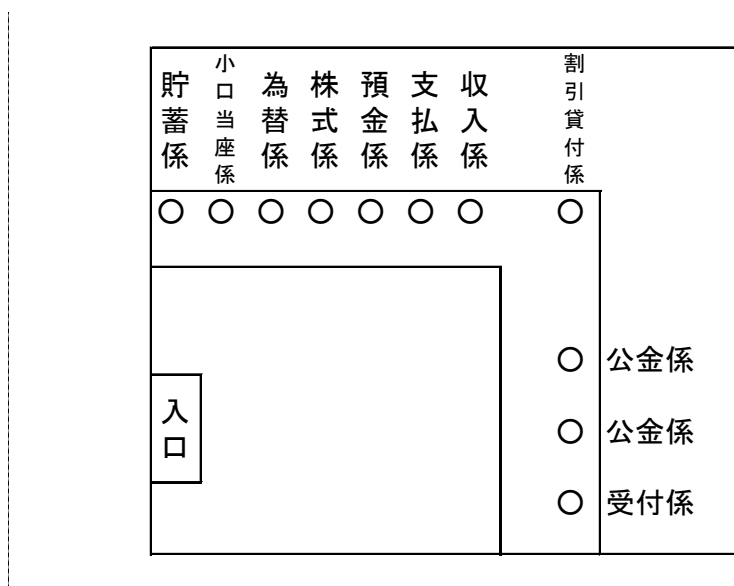 貯蓄係
小口当座係
為替係
株式係
預金係
支払係
収入係
割引貸付係
公金係
公金係
受付係
入口